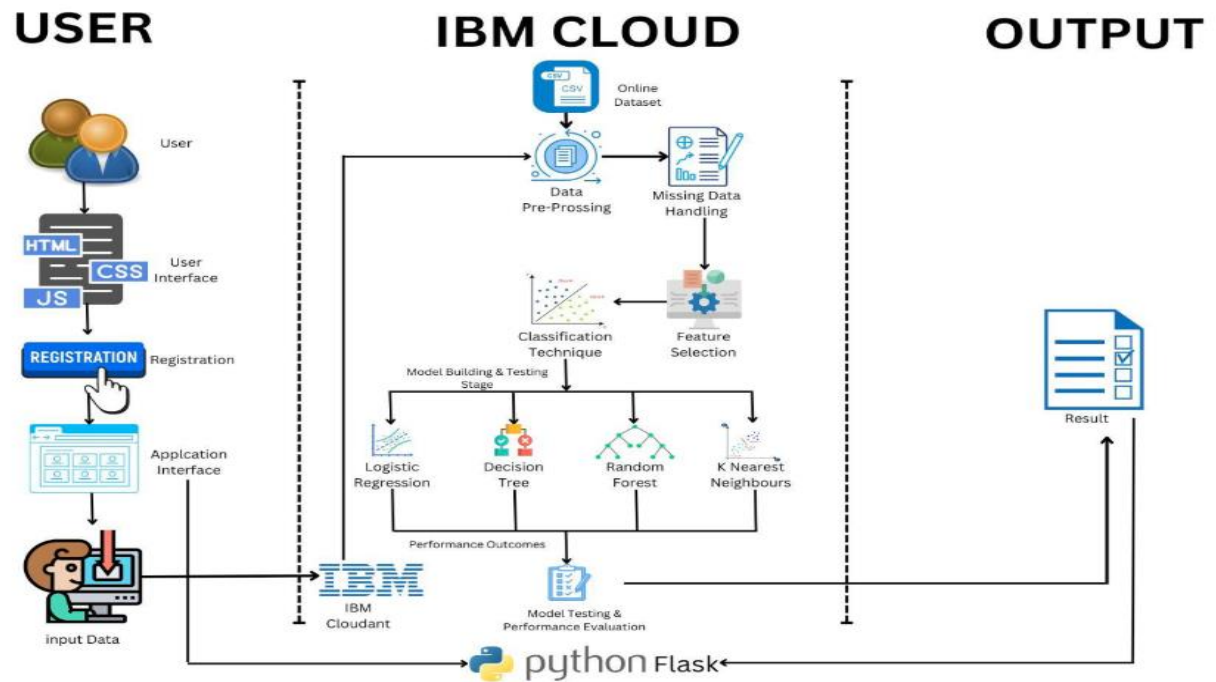 USER
IBM CLOUD
OUTPUT
User
HTML
CSS
JS
User
Interface
REGISTRATION
Registration
Applcation
Interface
input Data
CSV
CSV
Online
Dataset
Data
Pre-Prossing
Missing Data
Handling
Classification
Technique
Feature
Selection
Model Building & Testing
Stage
Logistic
Regression
Decision
Tree
Random
Forest
K Nearest
Neighbours
Performance Outcomes
IBM
IBM
Cloudant
Model Testing &
Performance Evaluation
Result
python Flask